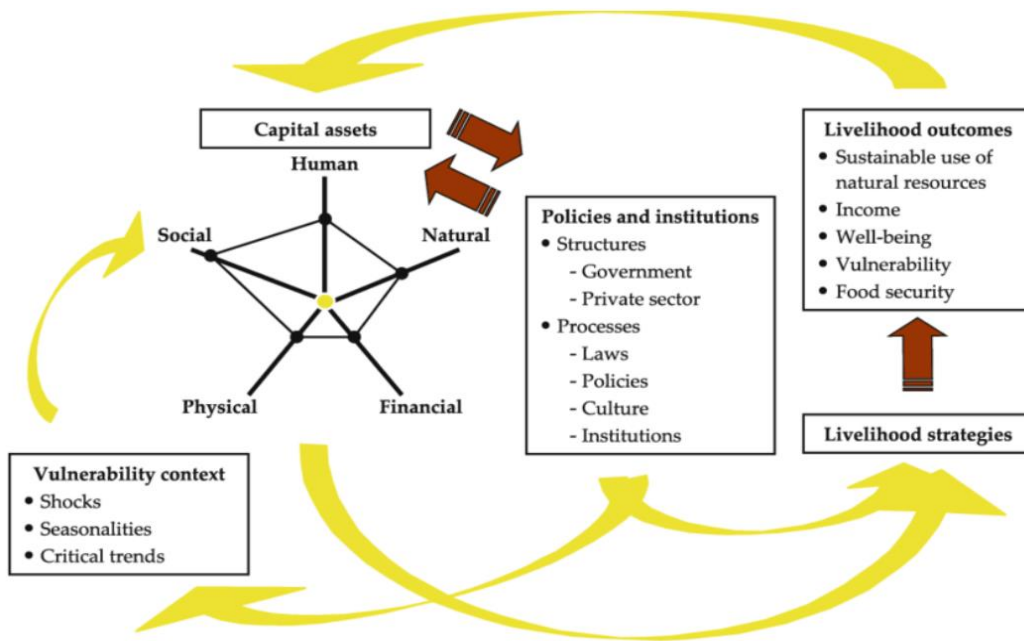 Capital assets
Human
Social
Natural
Physical
Financial
Vulnerability context
• Shocks
• Seasonalities
• Critical trends
Policies and institutions
• Structures
- Government
- Private sector
• Processes
- Laws
- Policies
- Culture
- Institutions
Livelihood outcomes
• Sustainable use of
natural resources
• Income
• Well-being
• Vulnerability
• Food security
Livelihood strategies